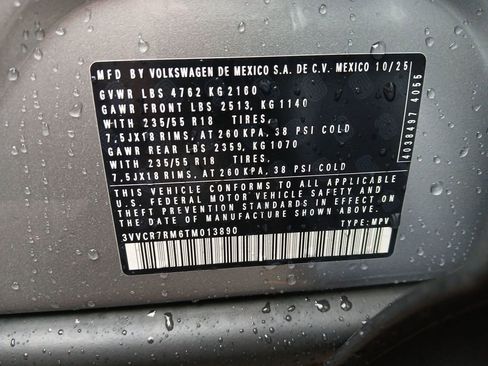 MFD. BY VOLKSWAGEN DE MEXICO S.A. DE C.V. MEXICO 10/25
GVWR LBS 4762 KG 2160
GAWR FRONT LBS 2513, KG 1140
WITH 235/55 R18 TIRES,
7,5JX18 RIMS, AT 260 KPA, 38 PSI COLD
GAWR REAR LBS 2359, KG 1070
WITH 235/55 R18 TIRES,
7,5JX18 RIMS, AT 260 KPA, 38 PSI COLD
THIS VEHICLE CONFORMS TO ALL APPLICABLE
U.S. FEDERAL MOTOR VEHICLE SAFETY AND
THEFT PREVENTION STANDARDS IN EFFECT ON
THE DATE OF MANUFACTURE SHOWN ABOVE.
3VVCR7RM6TM013890 TYPE: MPV
4038497 4055